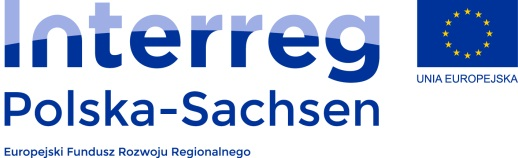 Interreg
UNIA EUROPEJSKA
Polska-Sachsen
Europejski Fundusz Rozwoju Regionalnego